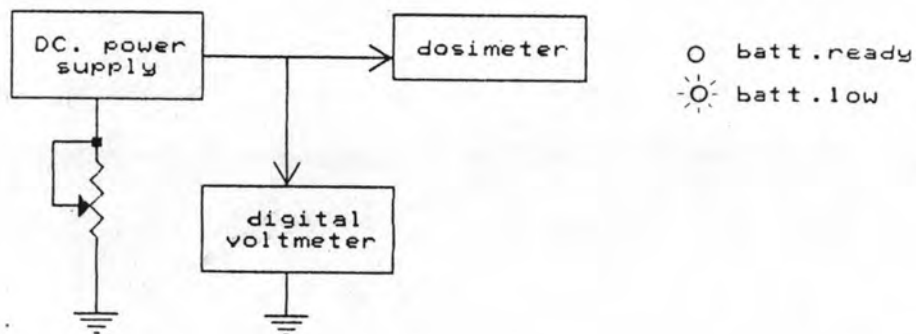 DC. power
supply
dosimeter
batt.ready
batt.low
digital
voltmeter